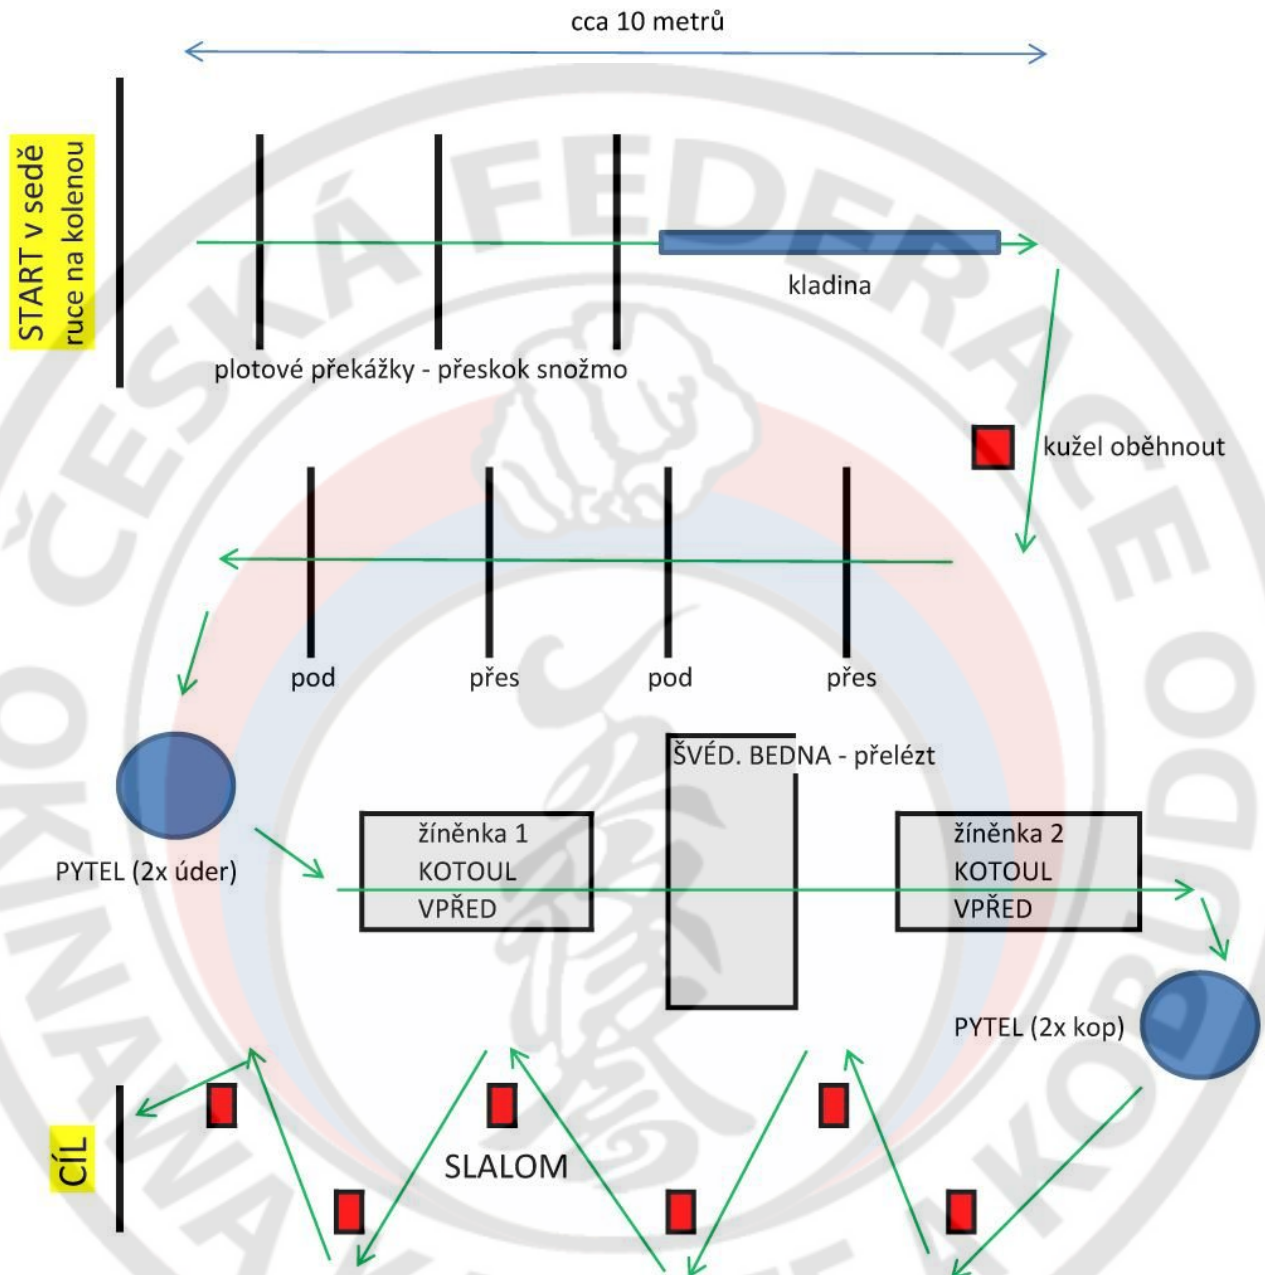 cca 10 metrů
START v sedě
ruce na kolenou
kladina
plotové překážky - přeskok snožmo
kužel oběhnout
pod
přes
pod
přes
ŠVÉD. BEDNA - přelézt
žíněnka 1
KOTOUL
VPŘED
žíněnka 2
KOTOUL
VPŘED
PYTEL (2x úder)
PYTEL (2x kop)
CÍL
SLALOM
ČESKÁ FEDERACE